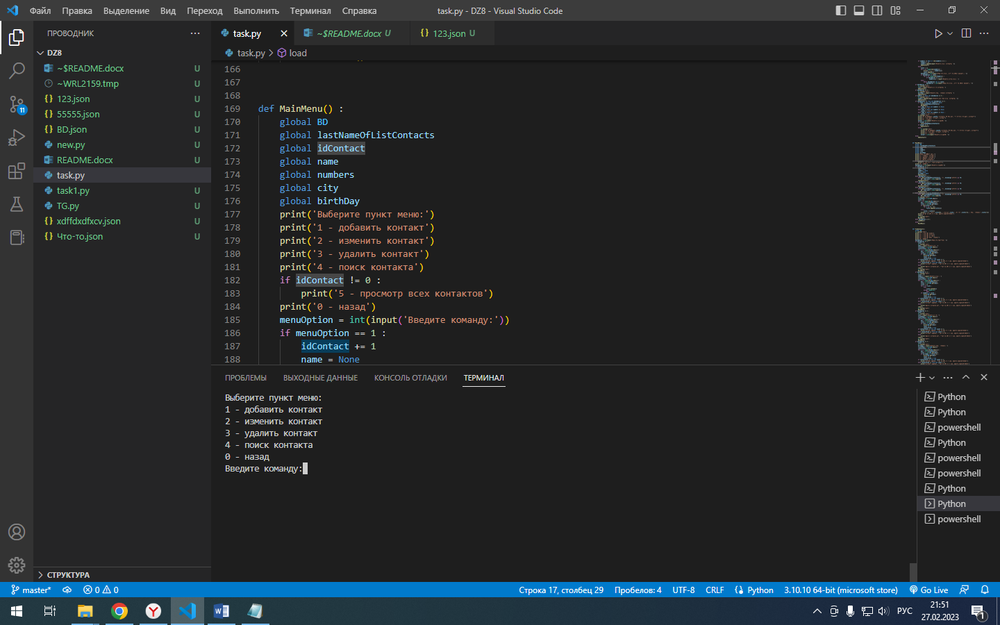 Файл Правка Выделение Вид Переход Выполнить Терминал Справка task.py - DZ8 - Visual Studio Code
ПРОВОДНИК
DZ8
~$README.docx U
~WRL2159.tmp U
123.json U
55555.json U
BD.json U
new.py U
README.docx U
task.py
task1.py U
TG.py U
xdffdxdfxcv.json U
Что-то.json U
СТРУКТУРА
11
task.py ~$README.docx U 123.json U
task.py > load
166
167
168
169 def MainMenu() :
170 global BD
171 global lastNameOfListContacts
172 global idContact
173 global name
174 global numbers
175 global city
176 global birthDay
177 print('Выберите пункт меню:')
178 print('1 - добавить контакт')
179 print('2 - изменить контакт')
180 print('3 - удалить контакт')
181 print('4 - поиск контакта')
182 if idContact != 0 :
183 print('5 - просмотр всех контактов')
184 print('0 - назад')
185 menuOption = int(input('Введите команду:'))
186 if menuOption == 1 :
187 idContact += 1
188 name = None
ПРОБЛЕМЫ ВЫХОДНЫЕ ДАННЫЕ КОНСОЛЬ ОТЛАДКИ ТЕРМИНАЛ
Выберите пункт меню:
1 - добавить контакт
2 - изменить контакт
3 - удалить контакт
4 - поиск контакта
0 - назад
Введите команду:
Python
Python
powershell
Python
powershell
powershell
Python
Python
powershell
master* 0 0 Строка 17, столбец 29 Пробелов: 4 UTF-8 CRLF Python 3.10.10 64-bit (microsoft store) Go Live
РУС 21:51
27.02.2023
1